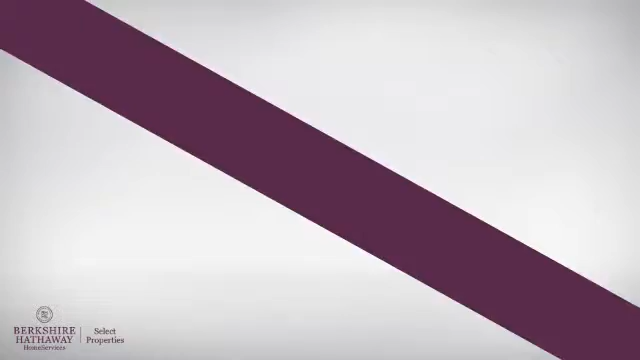 BERKSHIRE
HATHAWAY
HomeServices
Select
Properties